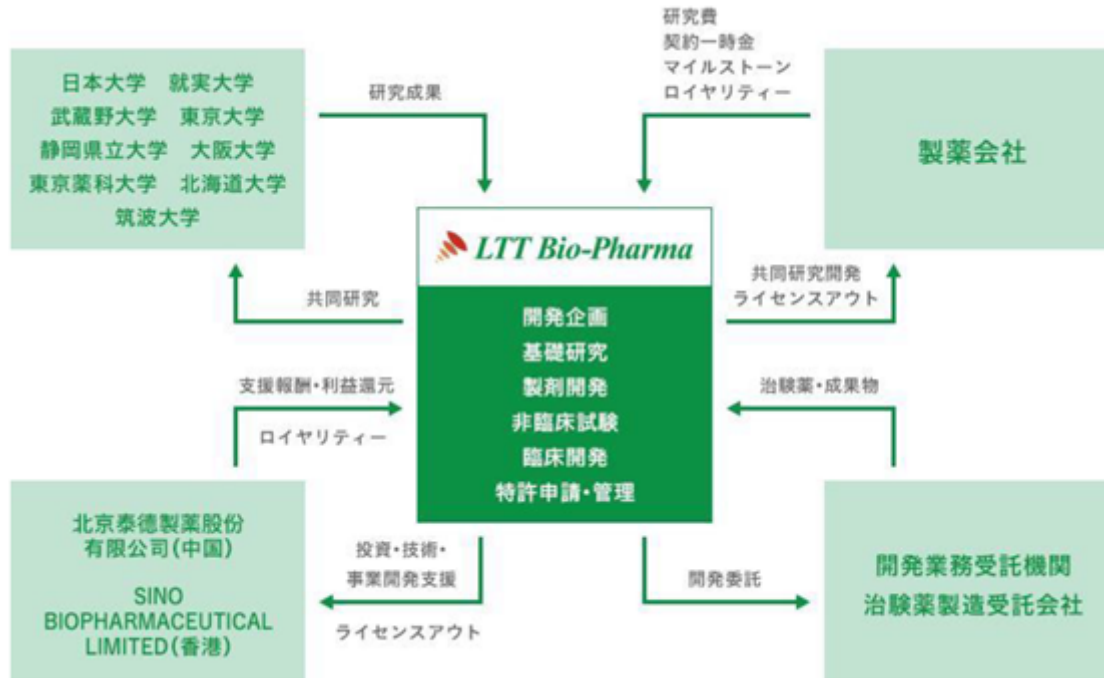 日本大学　就実大学
武蔵野大学　東京大学
静岡県立大学　大阪大学
東京薬科大学　北海道大学
筑波大学
研究成果
研究費
契約一時金
マイルストーン
ロイヤリティー
製薬会社
LTT Bio-Pharma
開発企画
基礎研究
製剤開発
非臨床試験
臨床開発
特許申請・管理
共同研究
共同研究開発
ライセンスアウト
支援報酬・利益還元
ロイヤリティー
治験薬・成果物
北京泰德製薬股份
有限公司(中国)
SINO
BIOPHARMACEUTICAL
LIMITED(香港)
投資・技術・
事業開発支援
ライセンスアウト
開発委託
開発業務受託機関
治験薬製造受託会社